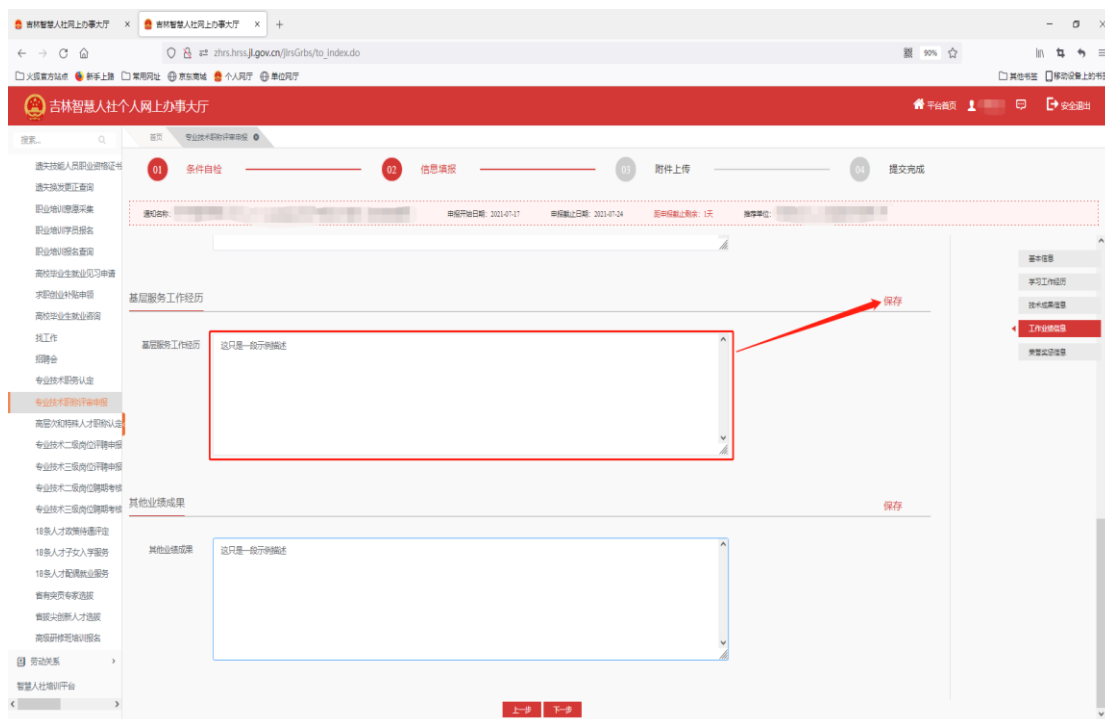 吉林智慧人社网上办事大厅
吉林智慧人社网上办事大厅
zhrs.hrss.jl.gov.cn/jlrsGrbs/to_index.do
90%
火狐官方站点 新手上路 常用网址 京东商城 个人网厅 单位网厅
其他书签 移动设备上的书签
吉林智慧人社个人网上办事大厅
平台首页 安全退出
搜索...
首页 专业技术职称评审申报
遗失技能人员职业资格证书
遗失换发更正查询
职业培训意愿采集
职业培训学员报名
职业培训报名查询
高校毕业生就业见习申请
求职创业补贴申领
高校毕业生就业咨询
找工作
招聘会
专业技术职务认定
专业技术职称评审申报
高层次和特殊人才职称认定
专业技术二级岗位评聘申报
专业技术三级岗位评聘申报
专业技术二级岗位聘期考核
专业技术三级岗位聘期考核
18条人才政策待遇评定
18条人才子女入学服务
18条人才配偶就业服务
省有突贡专家选拔
省拔尖创新人才选拔
高级研修班培训报名
劳动关系
智慧人社培训平台
01 条件自检 02 信息填报 03 附件上传 04 提交完成
通知名称: 申报开始日期: 2021-07-17 申报截止日期: 2021-07-24 距申报截止剩余: 1天 推荐单位:
基层服务工作经历 保存
基层服务工作经历 这只是一段示例描述
其他业绩成果 保存
其他业绩成果 这只是一段示例描述
上一步 下一步
基本信息
学习工作经历
技术成果信息
工作业绩信息
荣誉奖惩信息